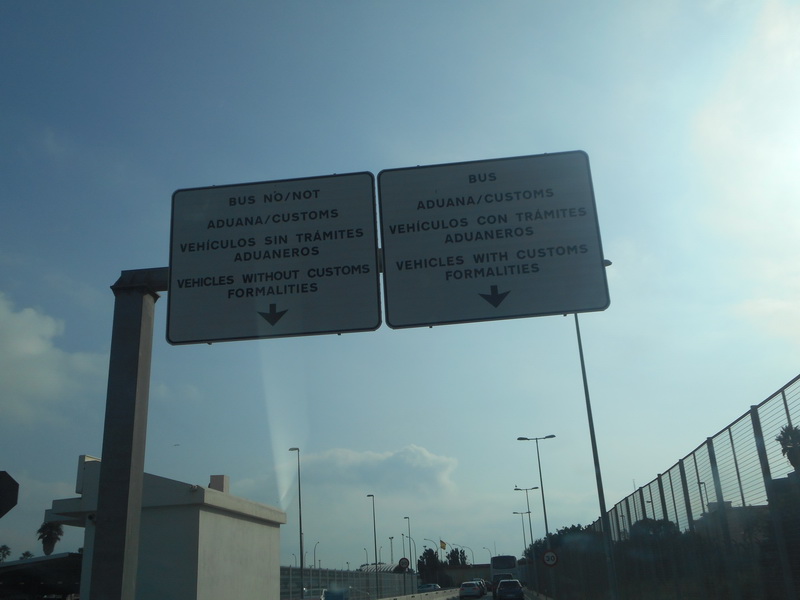 BUS NO/NOT
ADUANA/CUSTOMS
VEHÍCULOS SIN TRÁMITES
ADUANEROS
VEHICLES WITHOUT CUSTOMS
FORMALITIES
BUS
ADUANA/CUSTOMS
VEHÍCULOS CON TRÁMITES
ADUANEROS
VEHICLES WITH CUSTOMS
FORMALITIES